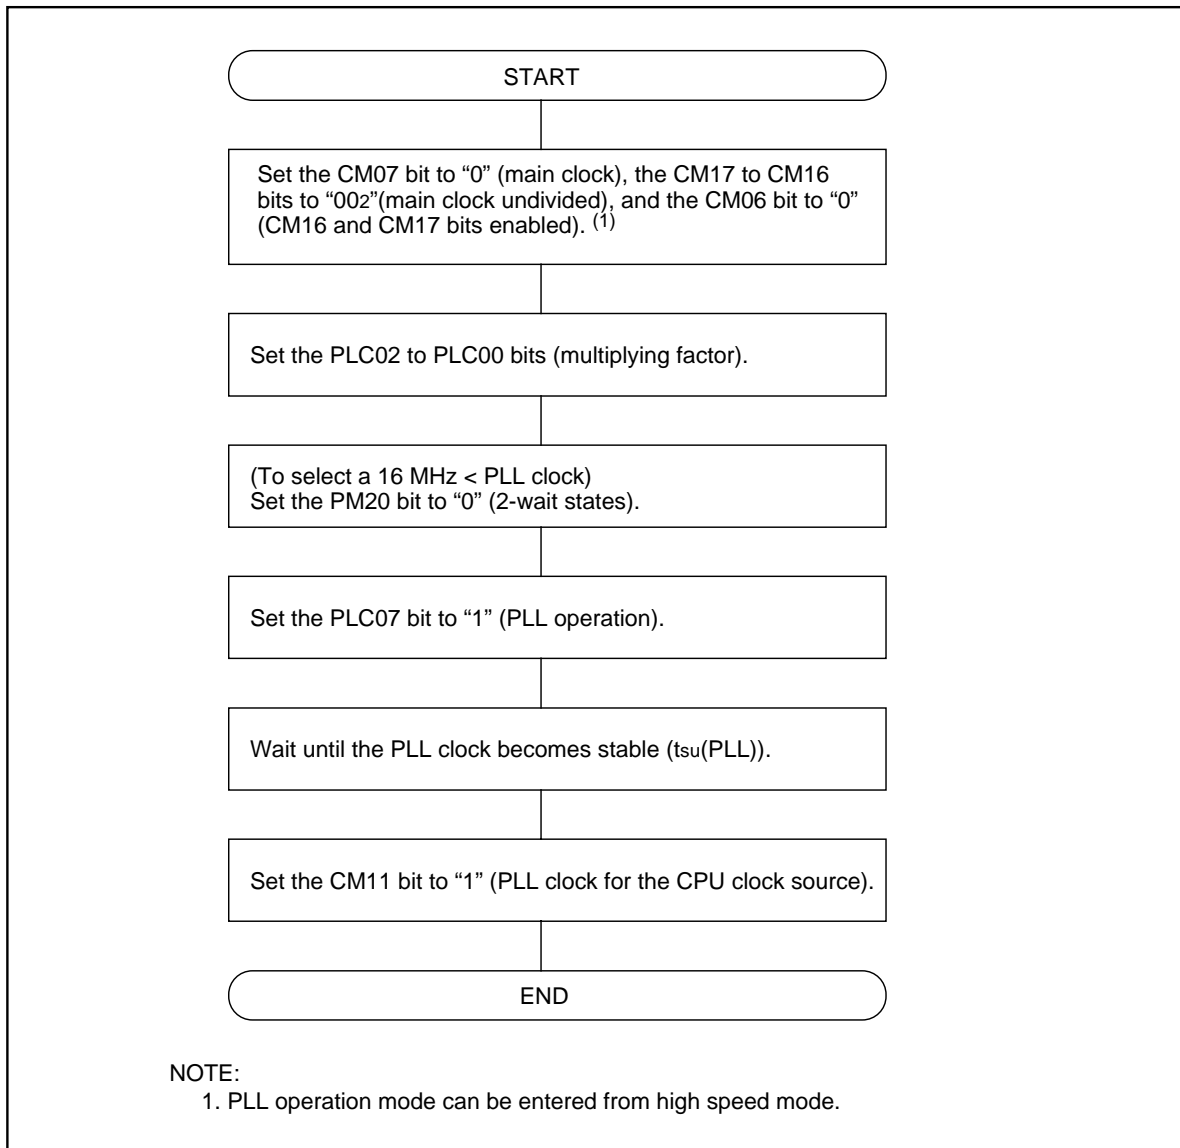 START
Set the CM07 bit to “0” (main clock), the CM17 to CM16
bits to “002”(main clock undivided), and the CM06 bit to “0”
(CM16 and CM17 bits enabled). (1)
Set the PLC02 to PLC00 bits (multiplying factor).
(To select a 16 MHz < PLL clock)
Set the PM20 bit to “0” (2-wait states).
Set the PLC07 bit to “1” (PLL operation).
Wait until the PLL clock becomes stable (tsu(PLL)).
Set the CM11 bit to “1” (PLL clock for the CPU clock source).
END
NOTE:
1. PLL operation mode can be entered from high speed mode.